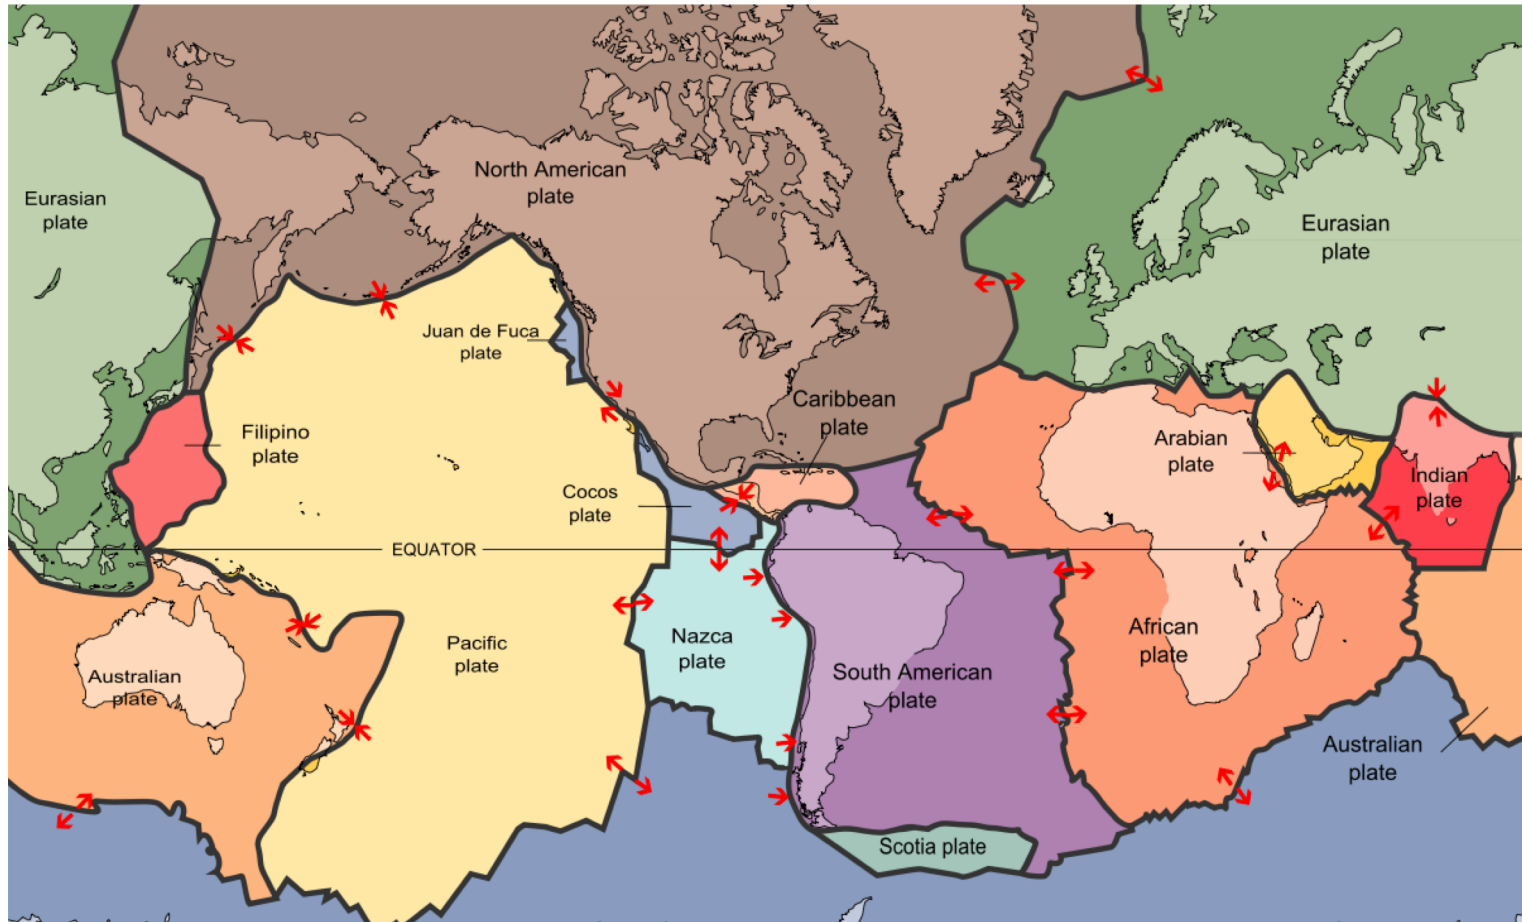 North American
plate
Eurasian
plate
Eurasian
plate
Juan de Fuca
plate
Caribbean
plate
Filipino
plate
Arabian
plate
Indian
plate
Cocos
plate
EQUATOR
Pacific
plate
Nazca
plate
African
plate
South American
plate
Australian
plate
Australian
plate
Scotia plate